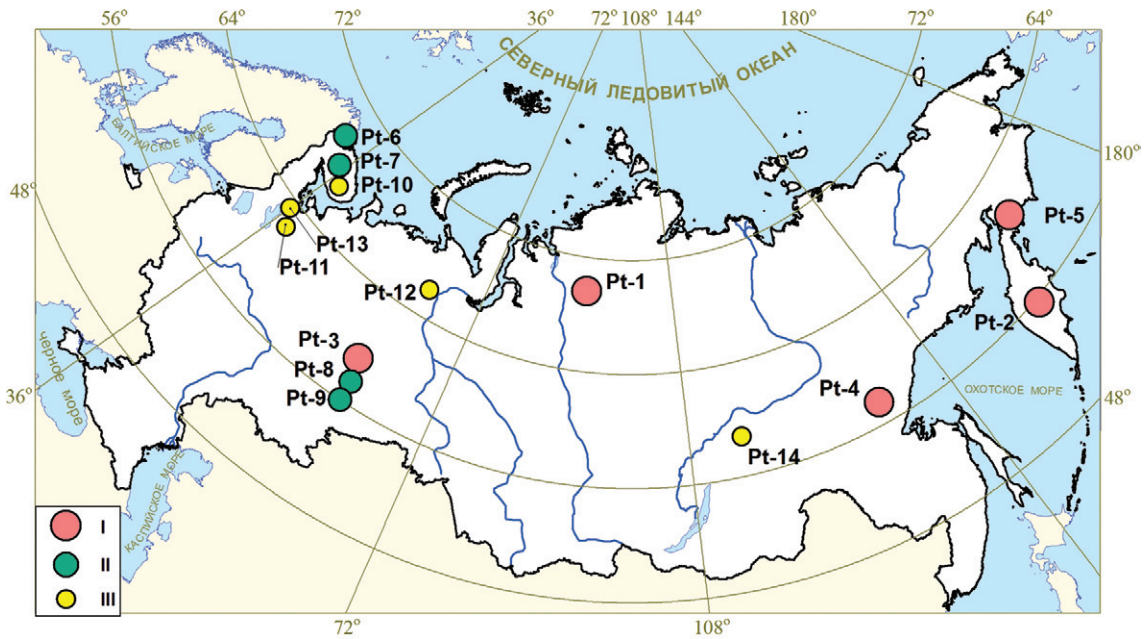 56° 64° 72° 36° 72° 108° 144° 180° 72° 64°
СЕВЕРНЫЙ ЛЕДОВИТЫЙ ОКЕАН
БАЛТИЙСКОЕ МОРЕ
Pt-6
Pt-7
180°
Pt-10
48°
Pt-13
Pt-5
Pt-11
Pt-12
Pt-1
Pt-2
Pt-3
черное море
Pt-8
Pt-4
ОХОТСКОЕ МОРЕ
36°
Pt-9
48°
Pt-14
КАСПИЙСКОЕ МОРЕ
I
II
III
72° 108°